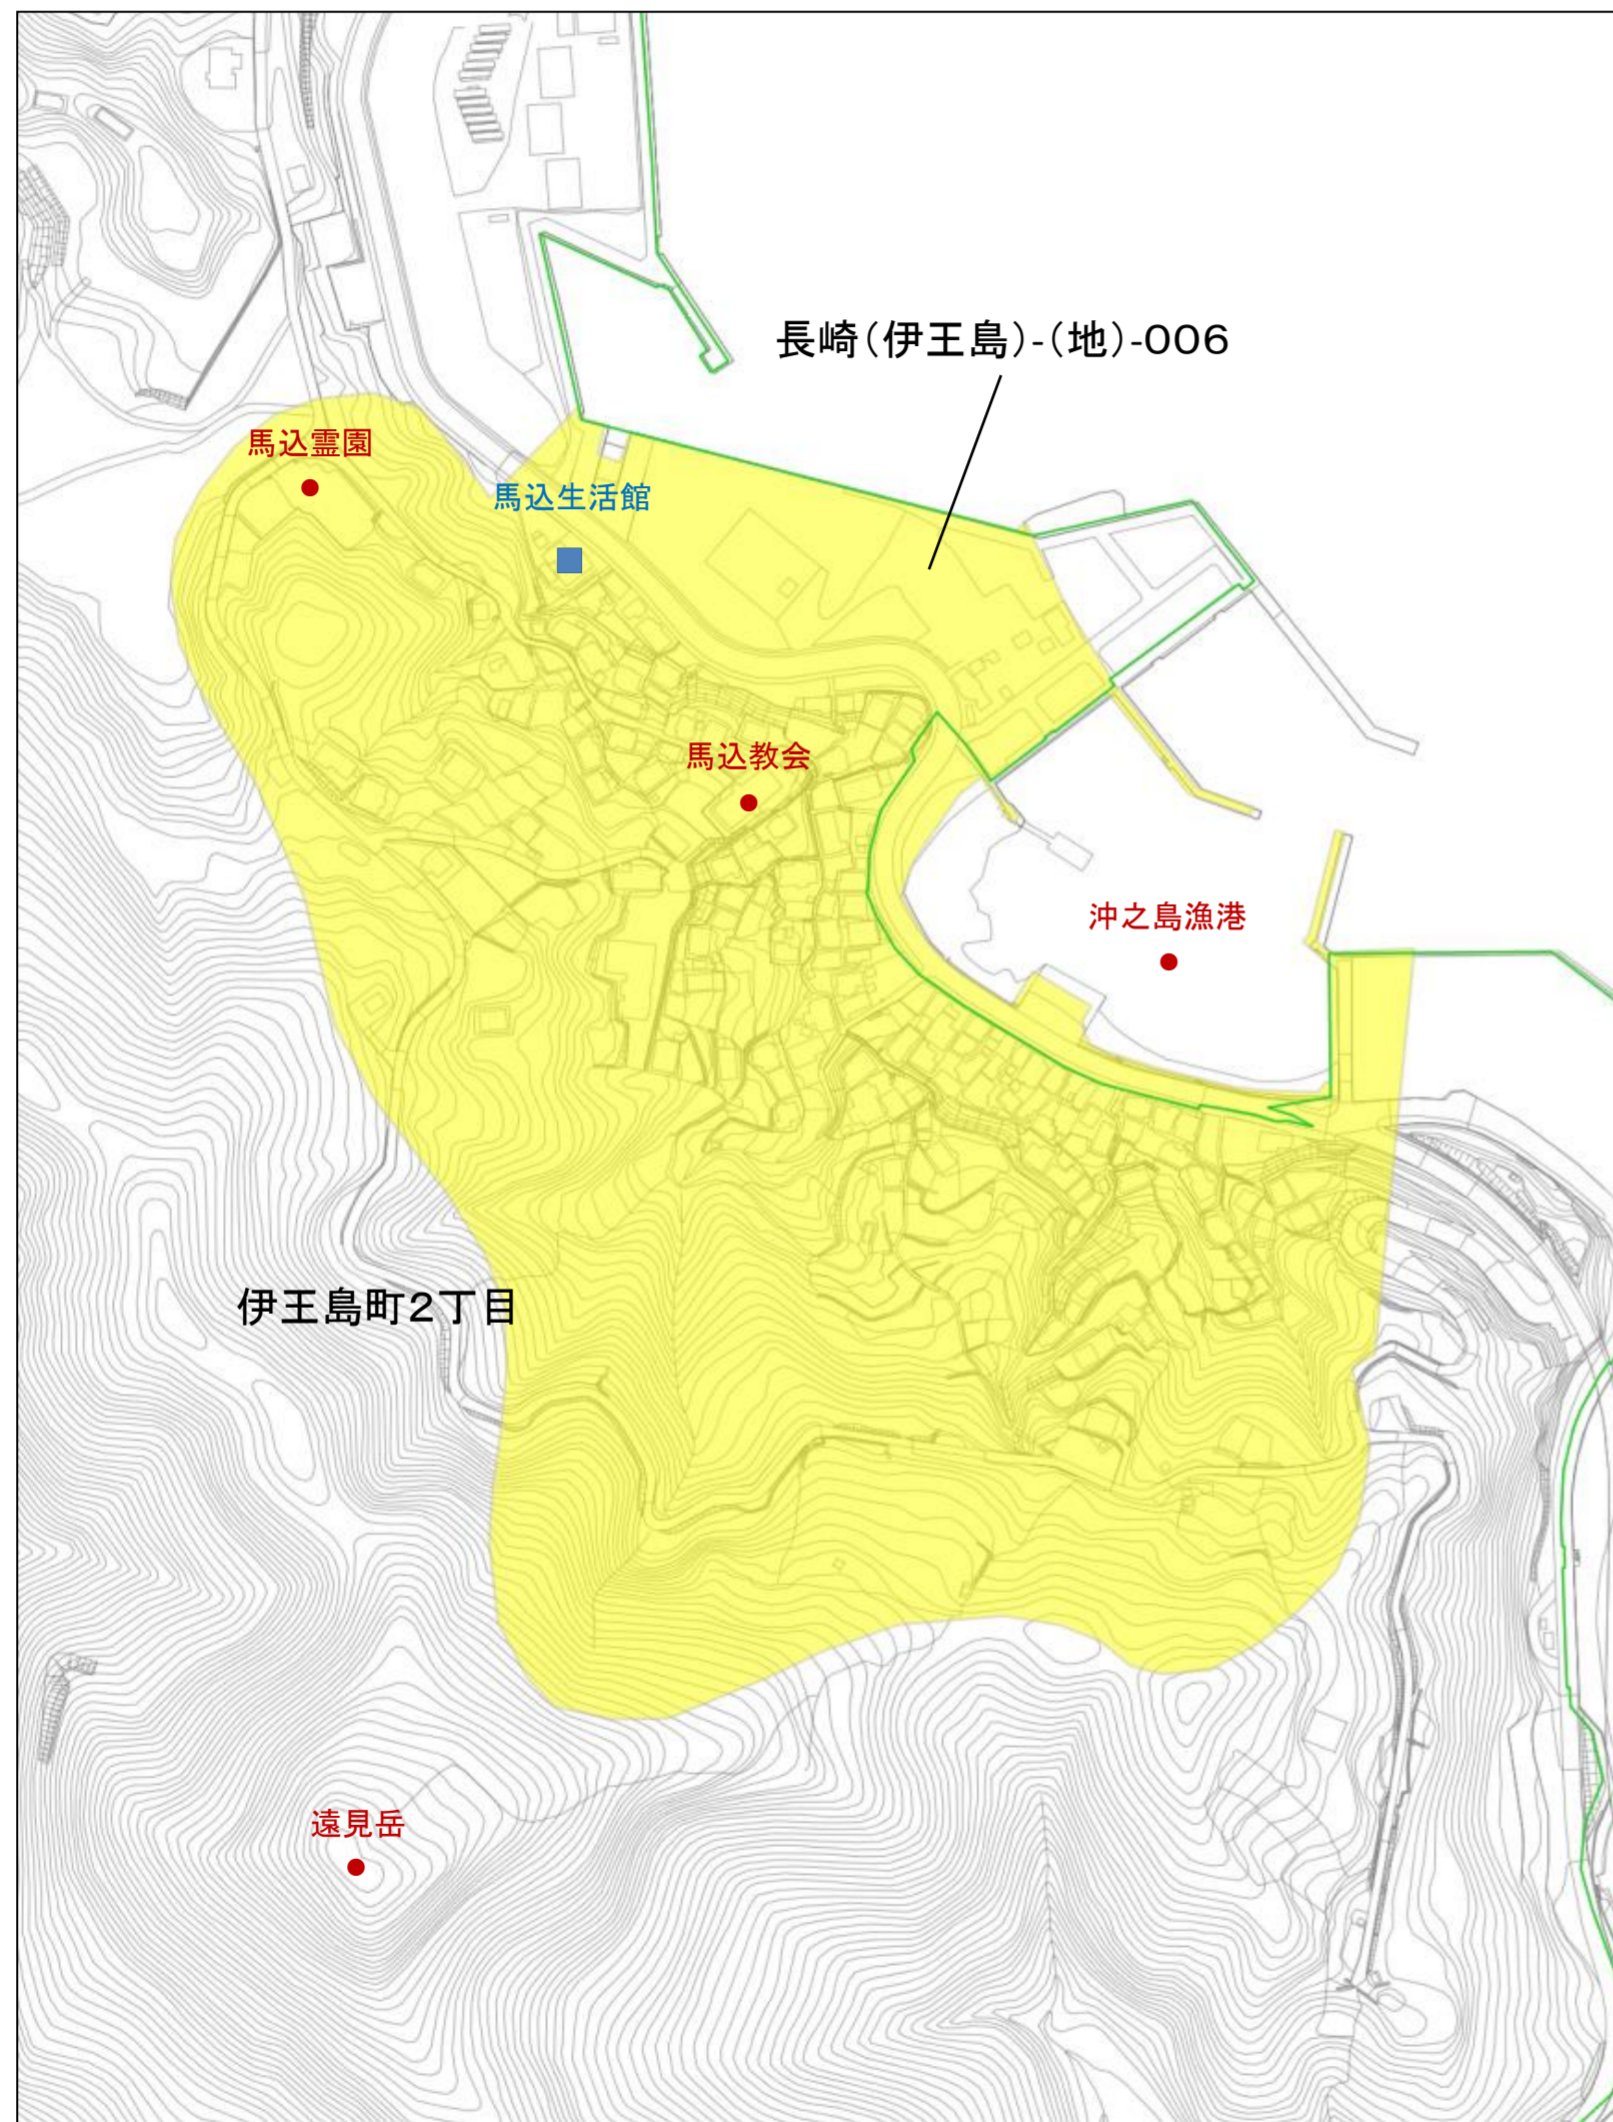 長崎(伊王島)-(地)-006
馬込霊園
馬込生活館
馬込教会
沖之島漁港
伊王島町2丁目
遠見岳